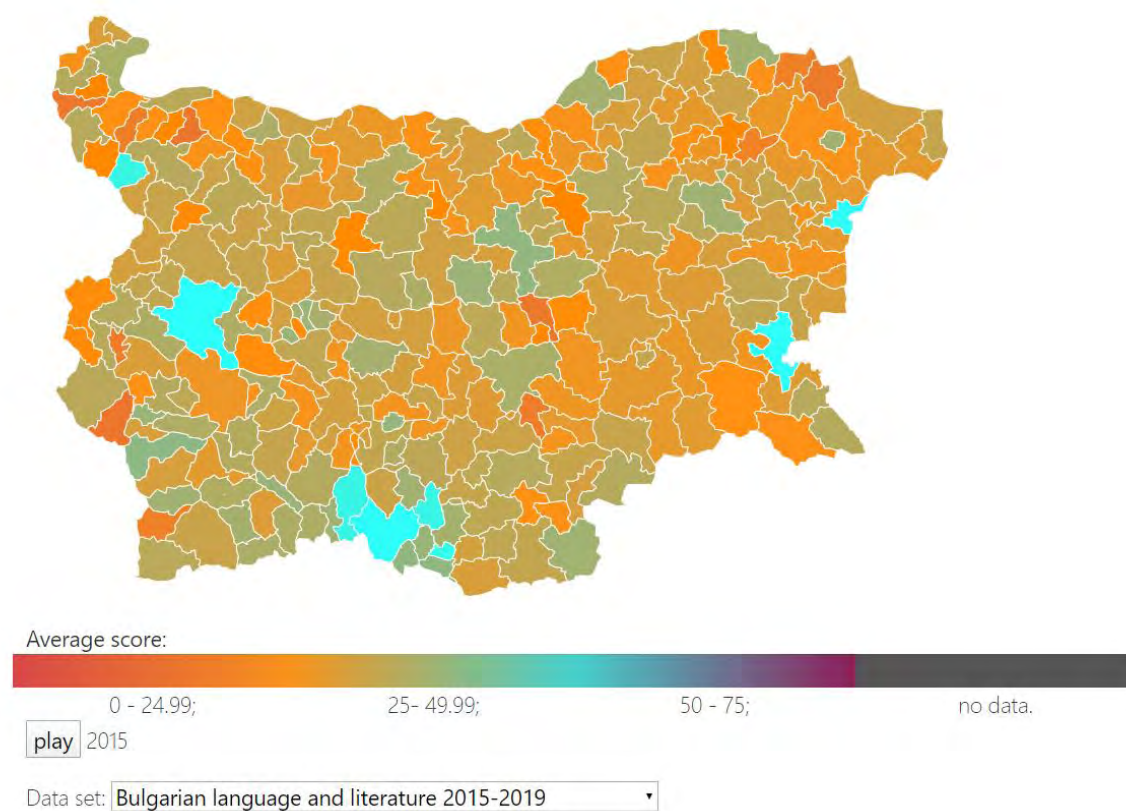 Average score:
0 - 24.99; 25- 49.99; 50 - 75; no data.
play 2015
Data set: Bulgarian language and literature 2015-2019